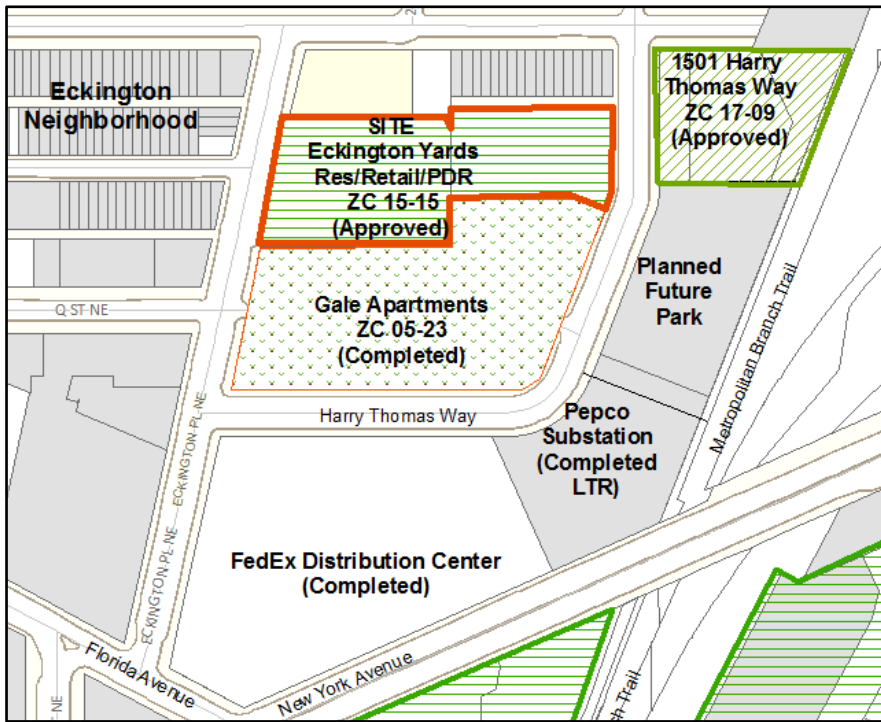 Eckington
Neighborhood
1501 Harry
Thomas Way
ZC 17-09
(Approved)
SITE
Eckington Yards
Res/Retail/PDR
ZC 15-15
(Approved)
Planned
Future
Park
Q ST NE
Gale Apartments
ZC 05-23
(Completed)
Metropolitan Branch Trail
ECKINGTON PL NE
Harry Thomas Way
Pepco
Substation
(Completed
LTR)
FedEx Distribution Center
(Completed)
ECKINGTON PL NE
Florida Avenue
New York Avenue
ST NE
ch Trail